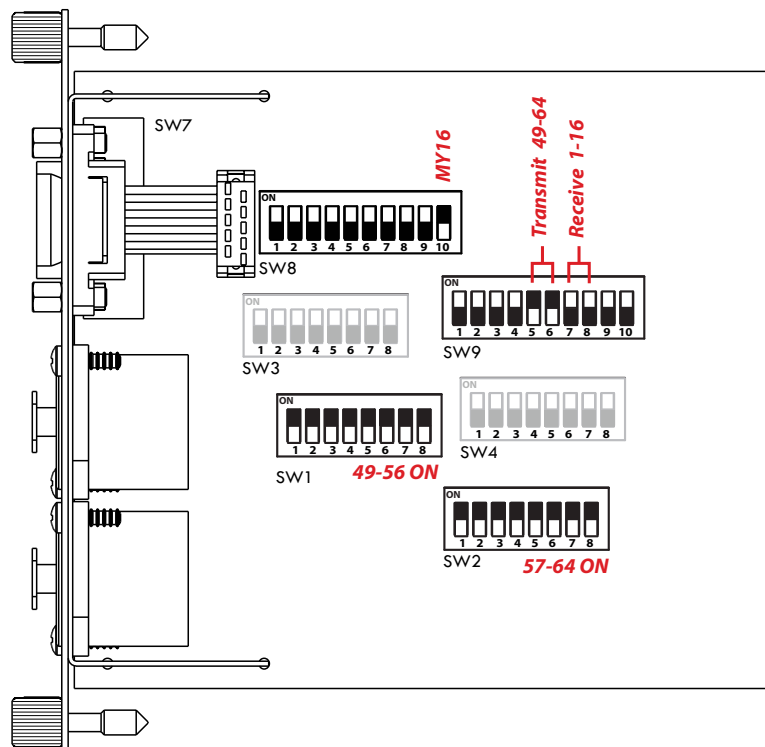 SW7
MY16
Transmit 49-64
Receive 1-16
ON
1 2 3 4 5 6 7 8 9 10
SW8
ON
1 2 3 4 5 6 7 8 9 10
SW9
ON
1 2 3 4 5 6 7 8
SW3
ON
1 2 3 4 5 6 7 8
SW4
ON
1 2 3 4 5 6 7 8
SW1
49-56 ON
ON
1 2 3 4 5 6 7 8
SW2
57-64 ON